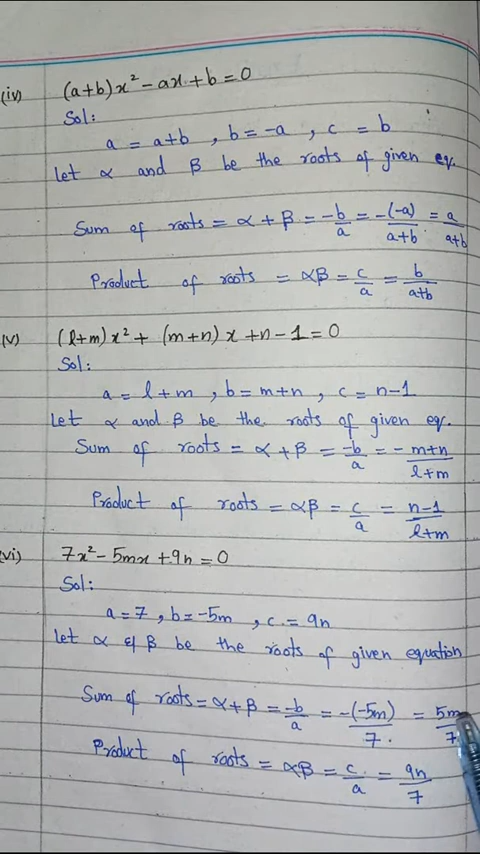 (iv) (a+b)x² - ax + b = 0
Sol:
a = a+b , b = -a , c = b
Let α and β be the roots of given eq.
Sum of roots = α + β = -b/a = -(-a)/a+b = a/a+b
Product of roots = αβ = c/a = b/a+b
(v) (l+m)x² + (m+n)x + n - 1 = 0
Sol:
a = l+m , b = m+n , c = n-1
Let α and β be the roots of given eq.
Sum of roots = α + β = -b/a = - m+n/l+m
Product of roots = αβ = c/a = n-1/l+m
(vi) 7x² - 5mx + 9n = 0
Sol:
a = 7 , b = -5m , c = 9n
Let α & β be the roots of given equation
Sum of roots = α + β = -b/a = -(-5m)/7 = 5m/7
Product of roots = αβ = c/a = 9n/7